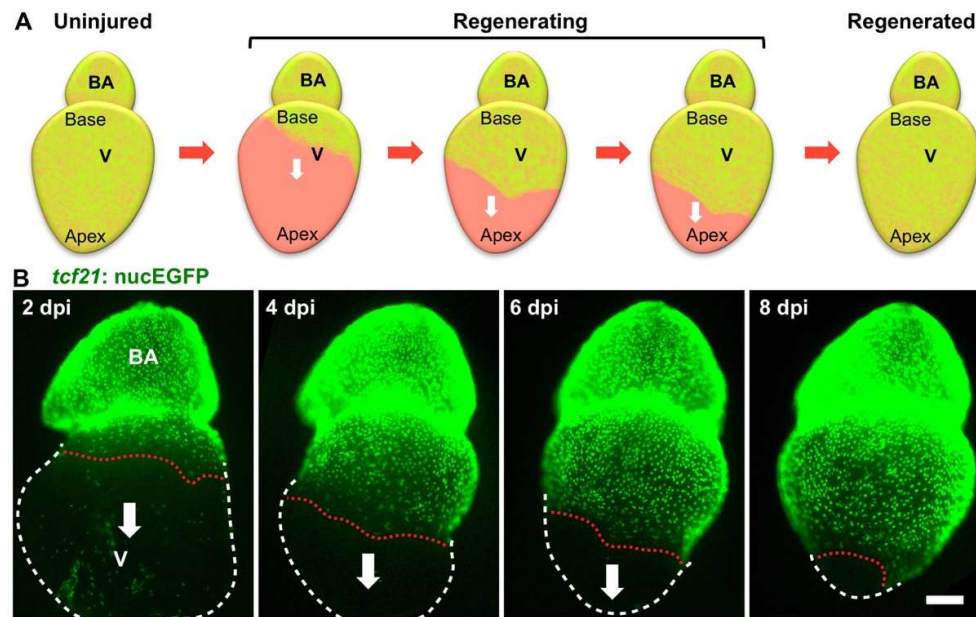 A Uninjured Regenerating Regenerated
BA BA BA BA BA
Base Base Base Base Base
V V V V V
Apex Apex Apex Apex Apex
B tcf21: nucEGFP
2 dpi 4 dpi 6 dpi 8 dpi
BA
V